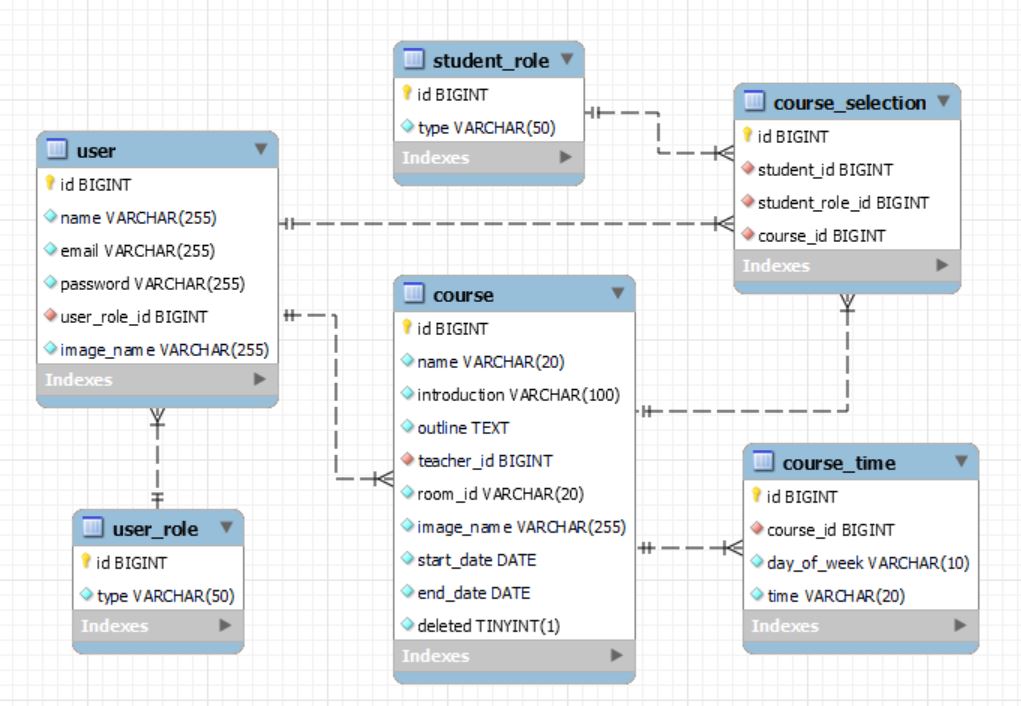 student_role
id BIGINT
type VARCHAR(50)
Indexes
course_selection
id BIGINT
student_id BIGINT
student_role_id BIGINT
course_id BIGINT
Indexes
user
id BIGINT
name VARCHAR(255)
email VARCHAR(255)
password VARCHAR(255)
user_role_id BIGINT
image_name VARCHAR(255)
Indexes
course
id BIGINT
name VARCHAR(20)
introduction VARCHAR(100)
outline TEXT
teacher_id BIGINT
room_id VARCHAR(20)
image_name VARCHAR(255)
start_date DATE
end_date DATE
deleted TINYINT(1)
Indexes
course_time
id BIGINT
course_id BIGINT
day_of_week VARCHAR(10)
time VARCHAR(20)
Indexes
user_role
id BIGINT
type VARCHAR(50)
Indexes